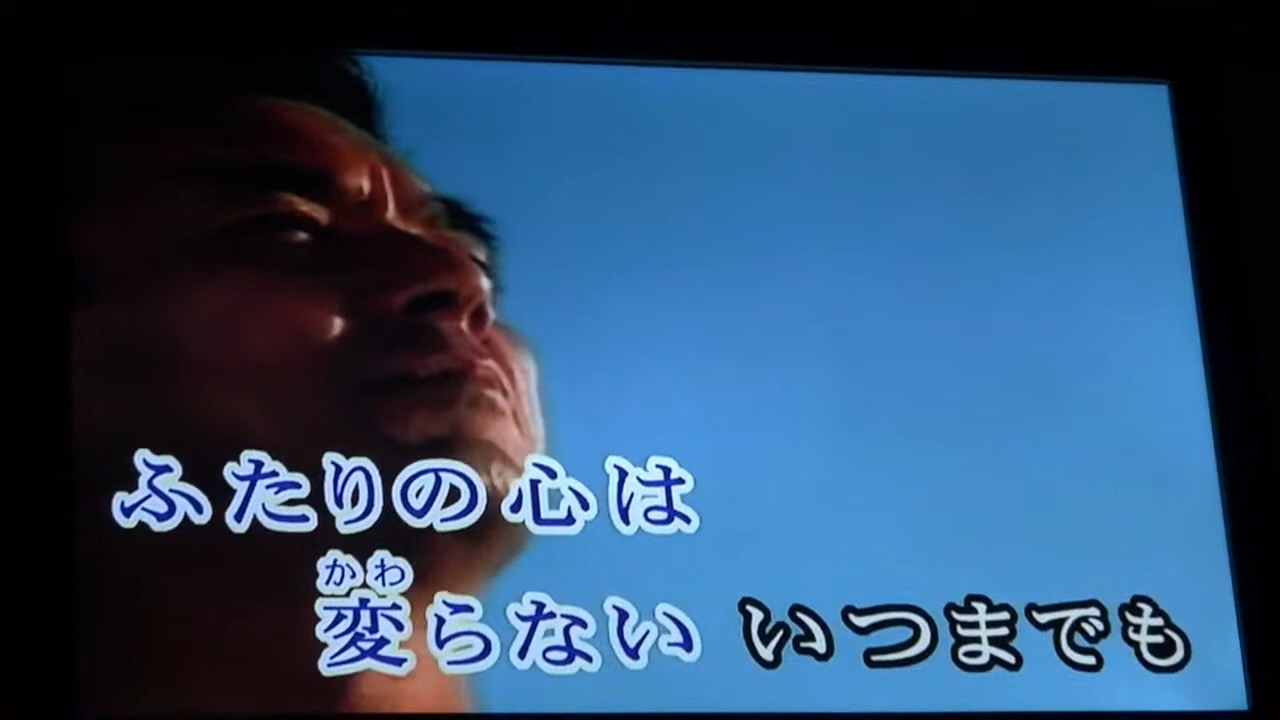 ふたりの心は
かわ
変らない いつまでも